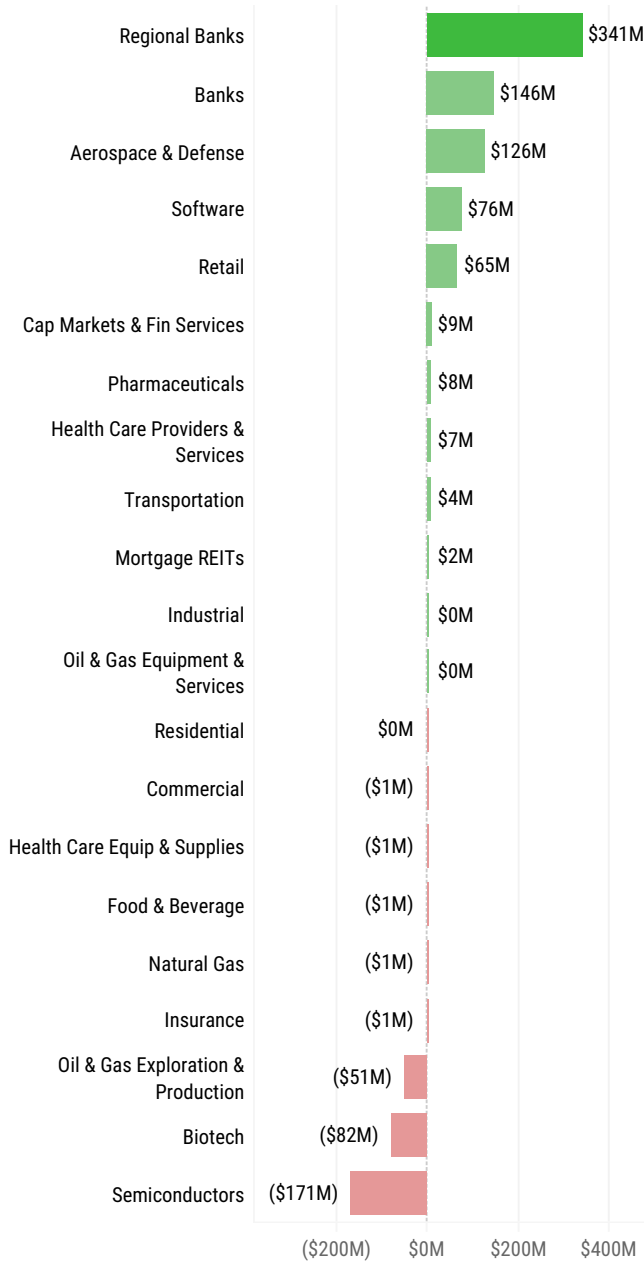 Regional Banks $341M
Banks $146M
Aerospace & Defense $126M
Software $76M
Retail $65M
Cap Markets & Fin Services $9M
Pharmaceuticals $8M
Health Care Providers &
Services $7M
Transportation $4M
Mortgage REITs $2M
Industrial $0M
Oil & Gas Equipment &
Services $0M
Residential $0M
Commercial ($1M)
Health Care Equip & Supplies ($1M)
Food & Beverage ($1M)
Natural Gas ($1M)
Insurance ($1M)
Oil & Gas Exploration &
Production ($51M)
Biotech ($82M)
Semiconductors ($171M)
($200M) $0M $200M $400M